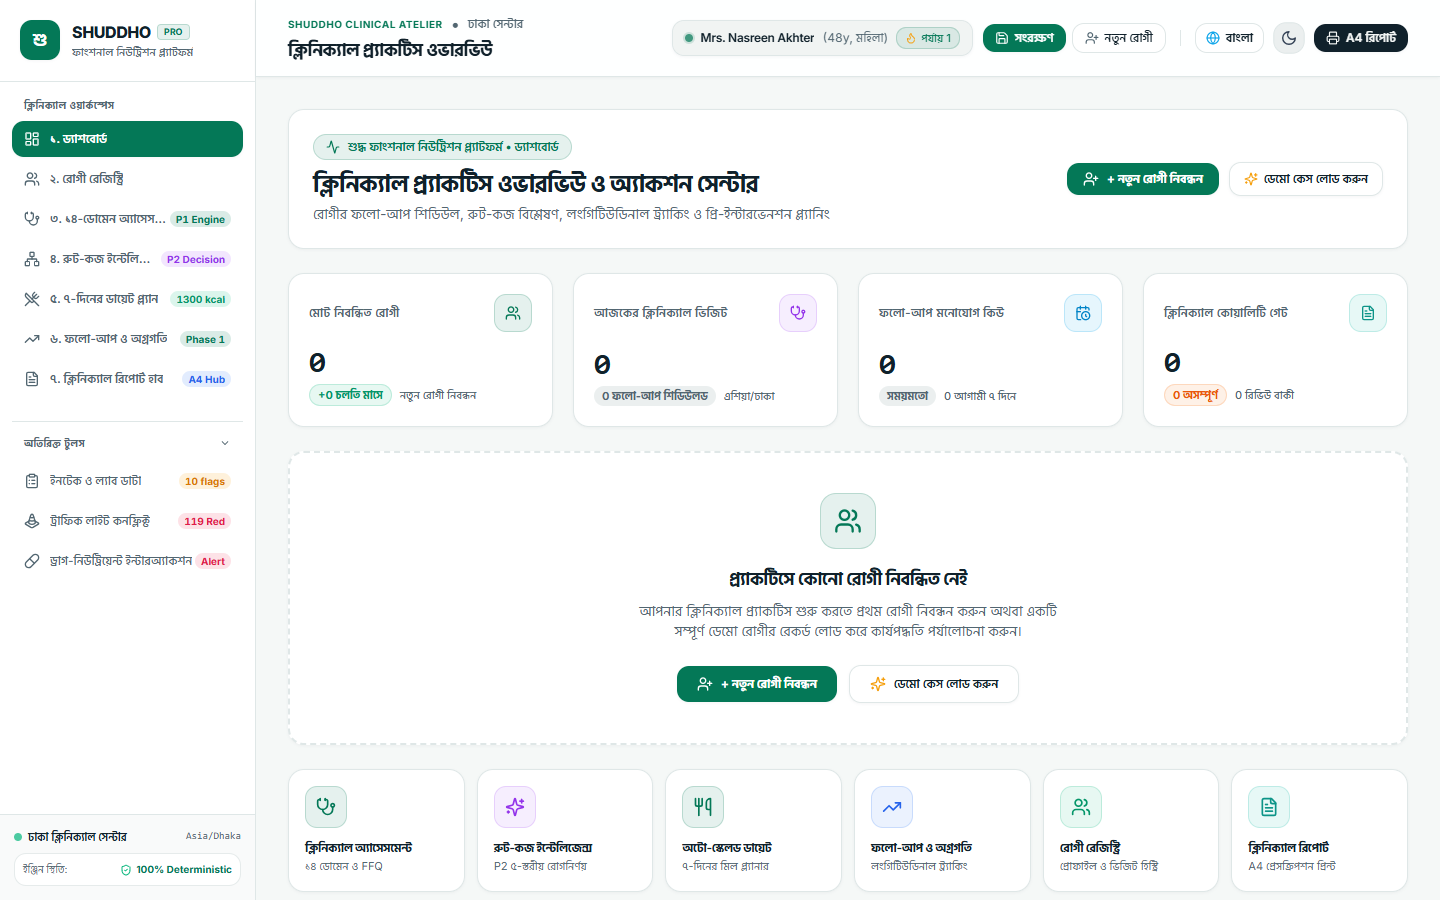 শু
SHUDDHO PRO
ফাংশনাল নিউট্রিশন প্ল্যাটফর্ম
ক্লিনিক্যাল ওয়ার্কস্পেস
১. ড্যাশবোর্ড
২. রোগী রেজিস্ট্রি
৩. ১৪-ডোমেন অ্যাসেস... P1 Engine
৪. রুট-কজ ইন্টেলি... P2 Decision
৫. ৭-দিনের ডায়েট প্ল্যান 1300 kcal
৬. ফলো-আপ ও অগ্রগতি Phase 1
৭. ক্লিনিক্যাল রিপোর্ট হাব A4 Hub
অতিরিক্ত টুলস
ইনটেক ও ল্যাব ডাটা 10 flags
ট্রাফিক লাইট কনফ্লিক্ট 119 Red
ড্রাগ-নিউট্রিয়েন্ট ইন্টারঅ্যাকশন Alert
ঢাকা ক্লিনিক্যাল সেন্টার Asia/Dhaka
ইঞ্জিন স্থিতি: 100% Deterministic
SHUDDHO CLINICAL ATELIER • ঢাকা সেন্টার
ক্লিনিক্যাল প্র্যাকটিস ওভারভিউ
Mrs. Nasreen Akhter (48y, মহিলা) পর্যায় 1
সংরক্ষণ
নতুন রোগী
বাংলা
A4 রিপোর্ট
শুদ্ধ ফাংশনাল নিউট্রিশন প্ল্যাটফর্ম • ড্যাশবোর্ড
ক্লিনিক্যাল প্র্যাকটিস ওভারভিউ ও অ্যাকশন সেন্টার
রোগীর ফলো-আপ শিডিউল, রুট-কজ বিশ্লেষণ, লংগিটিউডিনাল ট্র্যাকিং ও প্রি-ইন্টারভেনশন প্ল্যানিং
+ নতুন রোগী নিবন্ধন
ডেমো কেস লোড করুন
মোট নিবন্ধিত রোগী
0
+0 চলতি মাসে নতুন রোগী নিবন্ধন
আজকের ক্লিনিক্যাল ভিজিট
0
0 ফলো-আপ শিডিউলড এশিয়া/ঢাকা
ফলো-আপ মনোযোগ কিউ
0
সময়মতো 0 আগামী ৭ দিনে
ক্লিনিক্যাল কোয়ালিটি গেট
0
0 অসম্পূর্ণ 0 রিভিউ বাকী
প্র্যাকটিসে কোনো রোগী নিবন্ধিত নেই
আপনার ক্লিনিক্যাল প্র্যাকটিস শুরু করতে প্রথম রোগী নিবন্ধন করুন অথবা একটি
সম্পূর্ণ ডেমো রোগীর রেকর্ড লোড করে কার্যপদ্ধতি পর্যালোচনা করুন।
+ নতুন রোগী নিবন্ধন
ডেমো কেস লোড করুন
ক্লিনিক্যাল অ্যাসেসমেন্ট
১৪ ডোমেন ও FFQ
রুট-কজ ইন্টেলিজেন্স
P2 ৫-স্তরীয় রোগনির্ণয়
অটো-স্কেলড ডায়েট
৭-দিনের মিল প্ল্যানার
ফলো-আপ ও অগ্রগতি
লংগিটিউডিনাল ট্র্যাকিং
রোগী রেজিস্ট্রি
প্রোফাইল ও ভিজিট হিস্ট্রি
ক্লিনিক্যাল রিপোর্ট
A4 প্রেসক্রিপশন প্রিন্ট